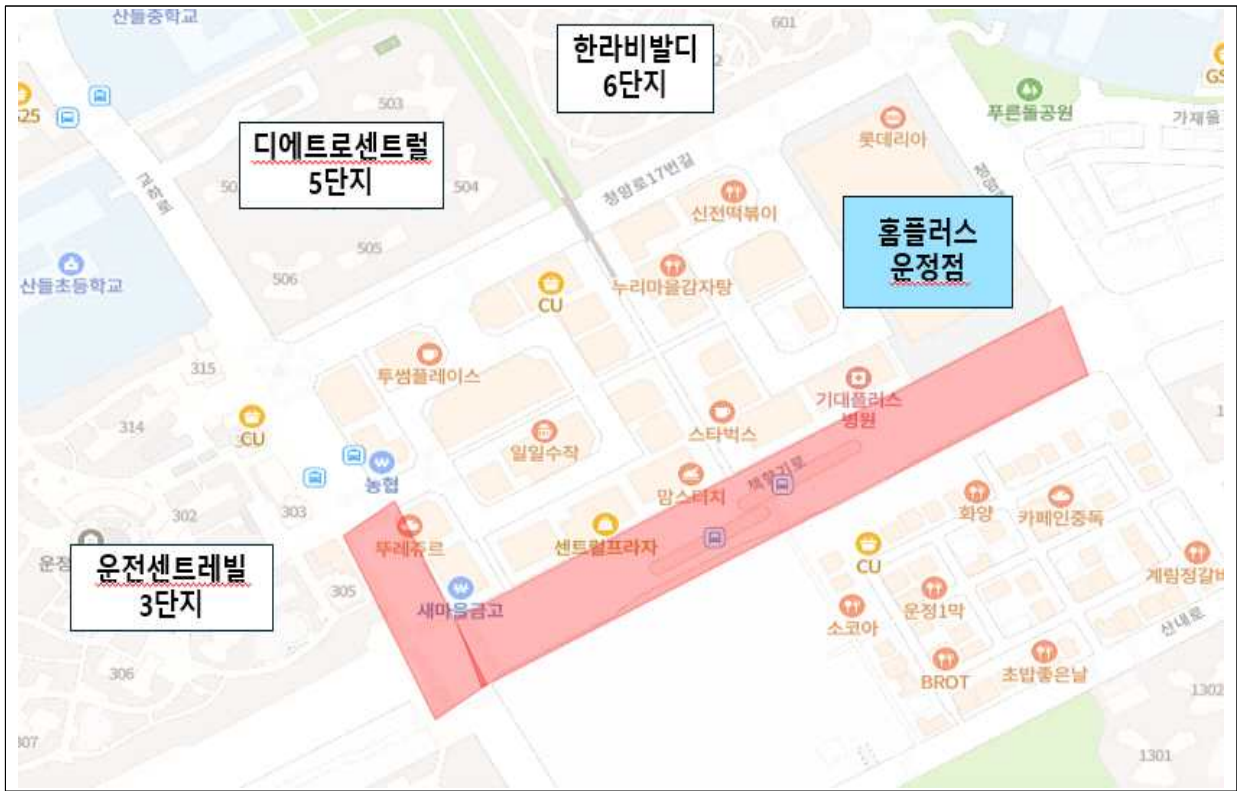 산들중학교
한라비발디
6단지
601
503
푸른돌공원
롯데리아
디에트로센트럴
5단지
504
청암로17번길
신전떡볶이
홈플러스
운정점
505
506
산들초등학교
누리마을감자탕
CU
315
투썸플레이스
기대플러스
병원
314
CU
일일수작
스타벅스
농협
맘스터치
책향기로
302
303
화양
카페인중독
뚜레쥬르
센트럴프라자
CU
운전센트레빌
3단지
305
새마을금고
계림정갈비
소코아
운정1막
산내로
306
BROT
초밥좋은날
1302
307
1301